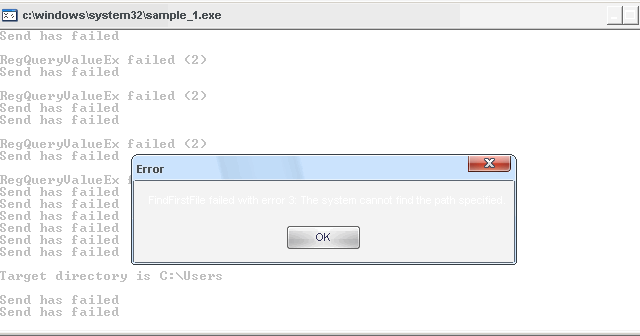 c:\windows\system32\sample_1.exe
Send has failed
RegQueryValueEx failed (2)
Send has failed
RegQueryValueEx failed (2)
Send has failed
Send has failed
RegQueryValueEx failed (2)
Send has failed
Error
RegQueryValueEx
FindFirstFile failed with error 3: The system cannot find the path specified
Send has failed
Send has failed
Send has failed
Send has failed
OK
Send has failed
Send has failed
Target directory is C:\Users
Send has failed
Send has failed